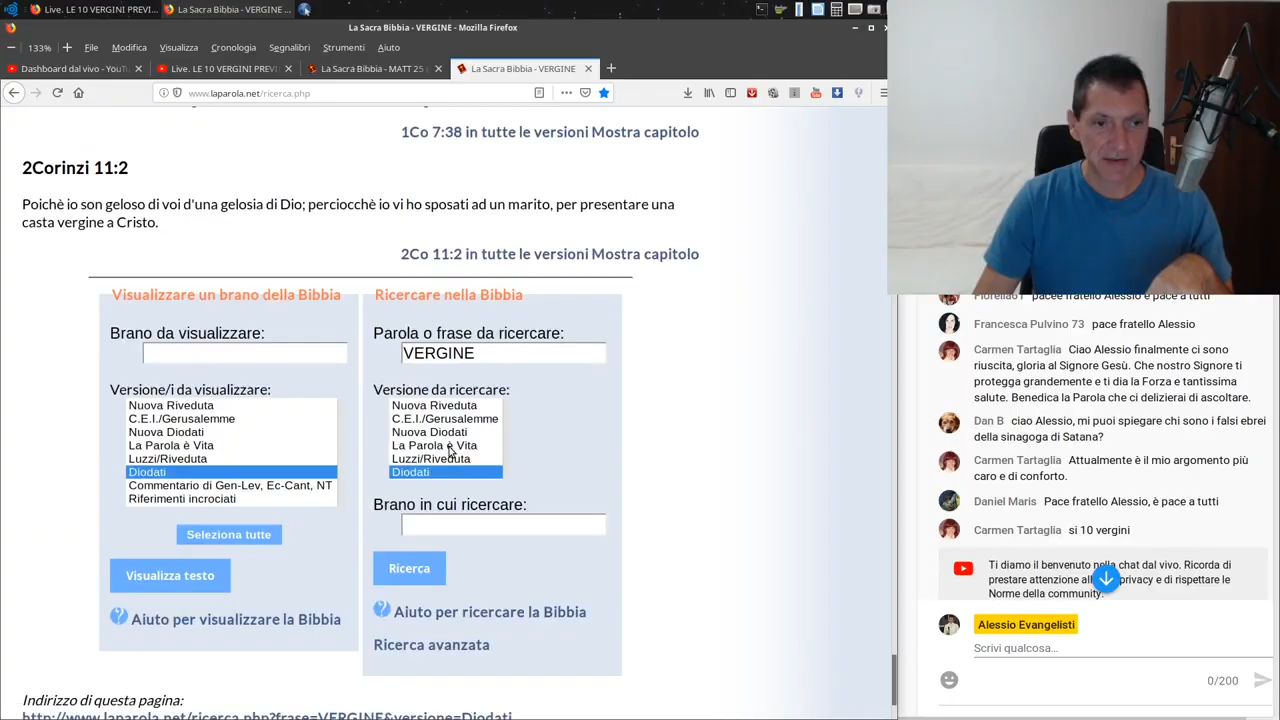 Live. LE 10 VERGINI PREVI...
La Sacra Bibbia - VERGINE ...
La Sacra Bibbia - VERGINE - Mozilla Firefox
133%
File
Modifica
Visualizza
Cronologia
Segnalibri
Strumenti
Aiuto
Dashboard dal vivo - YouTu
Live. LE 10 VERGINI PREVI
La Sacra Bibbia - MATT 25
La Sacra Bibbia - VERGINE
www.laparola.net/ricerca.php
1Co 7:38 in tutte le versioni Mostra capitolo
2Corinzi 11:2
Poichè io son geloso di voi d'una gelosia di Dio; perciocchè io vi ho sposati ad un marito, per presentare una
casta vergine a Cristo.
2Co 11:2 in tutte le versioni Mostra capitolo
Visualizzare un brano della Bibbia
Brano da visualizzare:
Versione/i da visualizzare:
Nuova Riveduta
C.E.I./Gerusalemme
Nuova Diodati
La Parola è Vita
Luzzi/Riveduta
Diodati
Commentario di Gen-Lev, Ec-Cant, NT
Riferimenti incrociati
Seleziona tutte
Visualizza testo
Aiuto per visualizzare la Bibbia
Ricercare nella Bibbia
Parola o frase da ricercare:
VERGINE
Versione da ricercare:
Nuova Riveduta
C.E.I./Gerusalemme
Nuova Diodati
La Parola è Vita
Luzzi/Riveduta
Diodati
Brano in cui ricercare:
Ricerca
Aiuto per ricercare la Bibbia
Ricerca avanzata
Indirizzo di questa pagina:
http://www.laparola.net/ricerca.php?frase=VERGINE&versione=Diodati
Fiorella61 pacee fratello Alessio e pace a tutti
Francesca Pulvino 73 pace fratello Alessio
Carmen Tartaglia Ciao Alessio finalmente ci sono
riuscita, gloria al Signore Gesù. Che nostro Signore ti
protegga grandemente e ti dia la Forza e tantissima
salute. Benedica la Parola che ci delizierai di ascoltare.
Dan B ciao Alessio, mi puoi spiegare chi sono i falsi ebrei
della sinagoga di Satana?
Carmen Tartaglia Attualmente è il mio argomento più
caro e di conforto.
Daniel Maris Pace fratello Alessio, è pace a tutti
Carmen Tartaglia si 10 vergini
Ti diamo il benvenuto nella chat dal vivo. Ricorda di
prestare attenzione privacy e di rispettare le
Norme della community.
Alessio Evangelisti
Scrivi qualcosa...
0/200